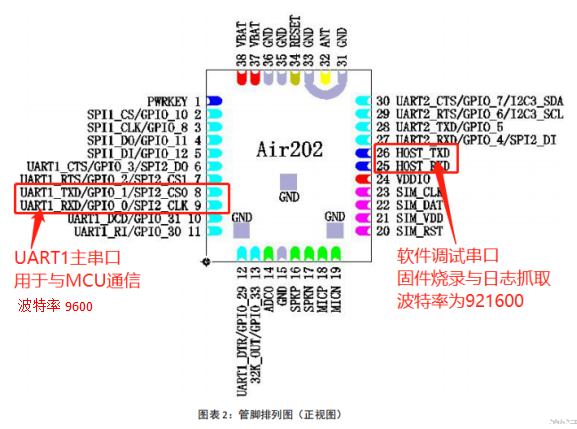 38 VBAT
37 VBAT
36 GND
35 GND
34 RESET
33 GND
32 ANT
31 GND
PWRKEY 1
SPI1_CS/GPIO_10 2
SPI1_CLK/GPIO_8 3
SPI1_DO/GPIO_11 4
SPI1_DI/GPIO_12 5
UART1_CTS/GPIO_3/SPI2_DO 6
UART1_RTS/GPIO_2/SPI2_CS1 7
UART1_TXD/GPIO_1/SPI2_CS0 8
UART1_RXD/GPIO_0/SPI2_CLK 9
UART1_DCD/GPIO_31 10
UART1_RI/GPIO_30 11
Air202
GND
GND
GND
30 UART2_CTS/GPIO_7/I2C3_SDA
29 UART2_RTS/GPIO_6/I2C3_SCL
28 UART2_TXD/GPIO_5
27 UART2_RXD/GPIO_4/SPI2_DI
26 HOST_TXD
25 HOST_RXD
24 VDDIO
23 SIM_CLK
22 SIM_DAT
21 SIM_VDD
20 SIM_RST
UART1主串口
用于与MCU通信
波特率 9600
软件调试串口
固件烧录与日志抓取
波特率为921600
UART1_DTR/GPIO_29 12
32K_OUT/GPIO_33 13
ADC0 14
GND 15
SPKP 16
SPKN 17
MICP 18
MICN 19
图表 2：管脚排列图（正视图）